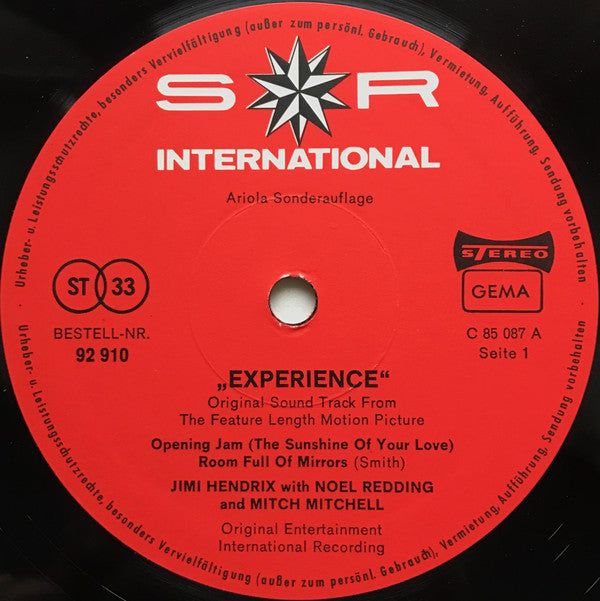 Urheber- u. Leistungsschutzrechte, besonders Vervielfältigung (außer zum persönl. Gebrauch), Vermietung, Aufführung, Sendung vorbehalten
S R
INTERNATIONAL
Ariola Sonderauflage
ST 33
STEREO
GEMA
BESTELL-NR.
92 910
C 85 087 A
Seite 1
„EXPERIENCE“
Original Sound Track From
The Feature Length Motion Picture
Opening Jam (The Sunshine Of Your Love)
Room Full Of Mirrors (Smith)
JIMI HENDRIX with NOEL REDDING
and MITCH MITCHELL
Original Entertainment
International Recording
Urheber- u. Leistungsschutzrechte, besonders Vervielfältigung (außer zum persönl. Gebrauch), Vermietung, Aufführung, Sendung vorbehalten